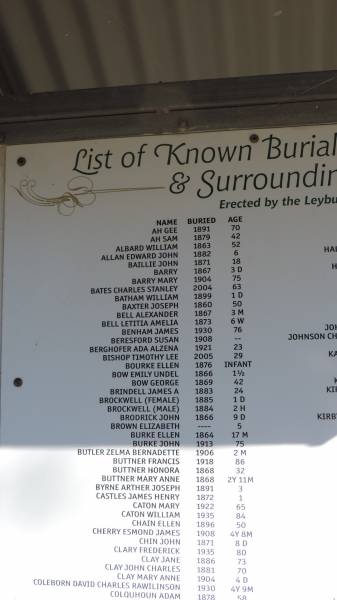 List of Known Burial
& Surroundin
Erected by the Leybu
NAME BURIED AGE
AH GEE 1891 70
AH SAM 1879 42
ALBARD WILLIAM 1863 52
ALLAN EDWARD JOHN 1882 6
BAILLIE JOHN 1871 18
BARRY 1867 3 D
BARRY MARY 1904 75
BATES CHARLES STANLEY 2004 63
BATHAM WILLIAM 1899 1 D
BAXTER JOSEPH 1860 50
BELL ALEXANDER 1867 3 M
BELL LETITIA AMELIA 1873 6 W
BENHAM JAMES 1930 76
BERESFORD SUSAN 1908 --
BERGHOFER ADA ALZENA 1921 23
BISHOP TIMOTHY LEE 2005 29
BOURKE ELLEN 1876 INFANT
BOW EMILY UNDEL 1866 1½
BOW GEORGE 1869 42
BRINDELL JAMES A 1883 24
BROCKWELL (FEMALE) 1885 1 D
BROCKWELL (MALE) 1884 2 H
BRODRICK JOHN 1866 9 D
BROWN ELIZABETH ---- 5
BURKE ELLEN 1864 17 M
BURKE JOHN 1913 75
BUTLER ZELMA BERNADETTE 1906 2 M
BUTTNER FRANCIS 1918 86
BUTTNER HONORA 1868 32
BUTTNER MARY ANNE 1868 2Y 11M
BYRNE ARTHER JOSEPH 1891 3
CASTLES JAMES HENRY 1872 1
CATON MARY 1922 65
CATON WILLIAM 1935 84
CHAIN ELLEN 1896 50
CHERRY ESMOND JAMES 1908 4Y 8M
CHIN JOHN 1871 8 D
CLARY FREDERICK 1935 80
CLAY JANE 1886 73
CLAY JOHN CHARLES 1881 70
CLAY MARY ANNE 1904 4 D
COLEBORN DAVID CHARLES RAWLINSON 1930 4Y 9M
COLQUHOUN ADAM 1878 58
HAL
H
JOH
JOHNSON CH
KA
K
KIRB